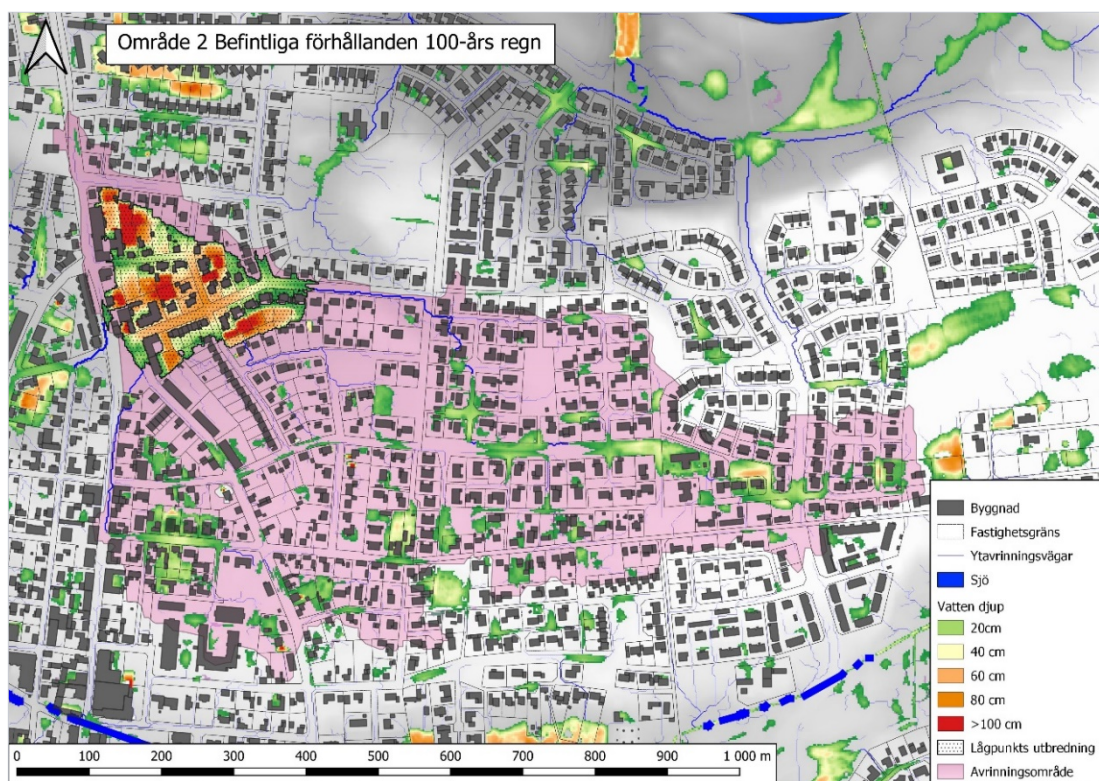 Område 2 Befintliga förhållanden 100-års regn
Byggnad
Fastighetsgräns
Ytavrinningsvägar
Sjö
Vatten djup
20cm
40 cm
60 cm
80 cm
>100 cm
Lågpunkts utbredning
Avrinningsområde
0 100 200 300 400 500 600 700 800 900 1 000 m